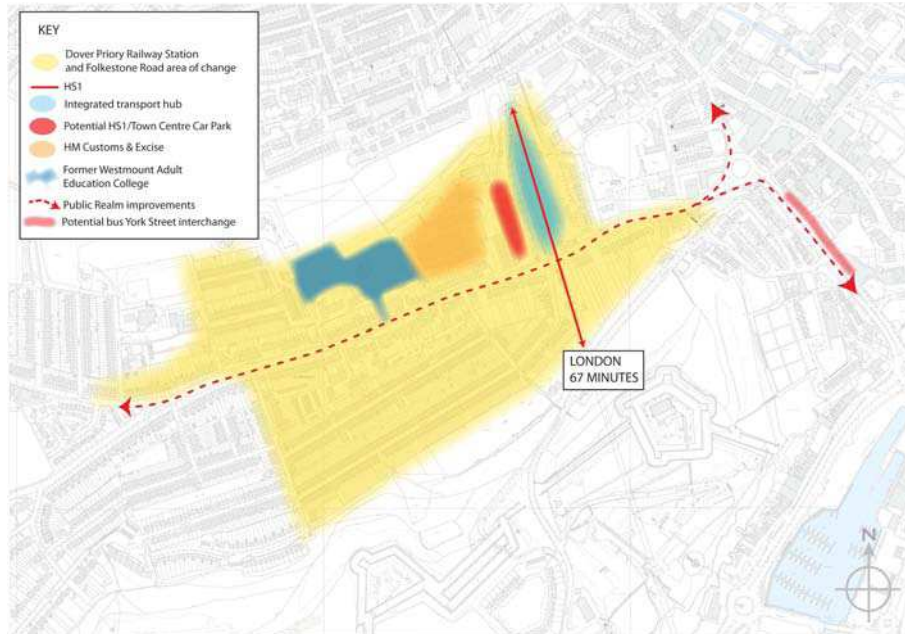 KEY
Dover Priory Railway Station
and Folkestone Road area of change
HS1
Integrated transport hub
Potential HS1/Town Centre Car Park
HM Customs & Excise
Former Westmount Adult
Education College
Public Realm improvements
Potential bus York Street interchange
LONDON
67 MINUTES
N